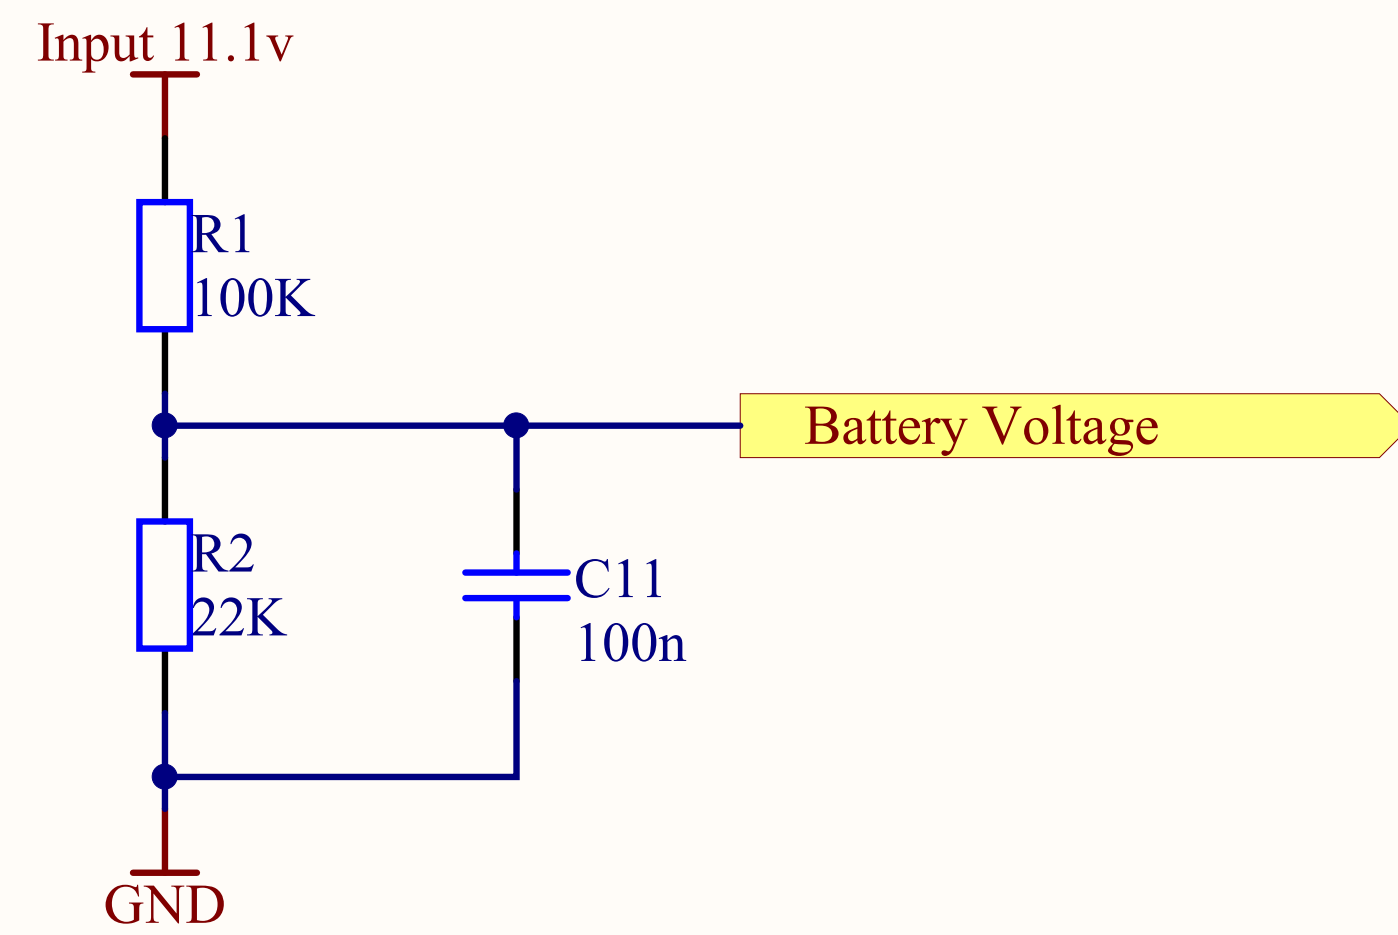 Input 11.1v
R1
100K
Battery Voltage
R2
22K
C11
100n
GND